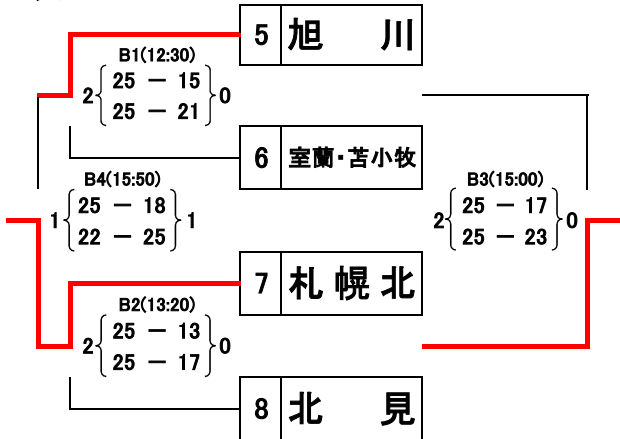 5 旭 川
B1(12:30)
2 25 － 15 0
25 － 21
6 室蘭・苫小牧
B4(15:50)
1 25 － 18 1
22 － 25
B3(15:00)
2 25 － 17 0
25 － 23
7 札幌北
B2(13:20)
2 25 － 13 0
25 － 17
8 北 見